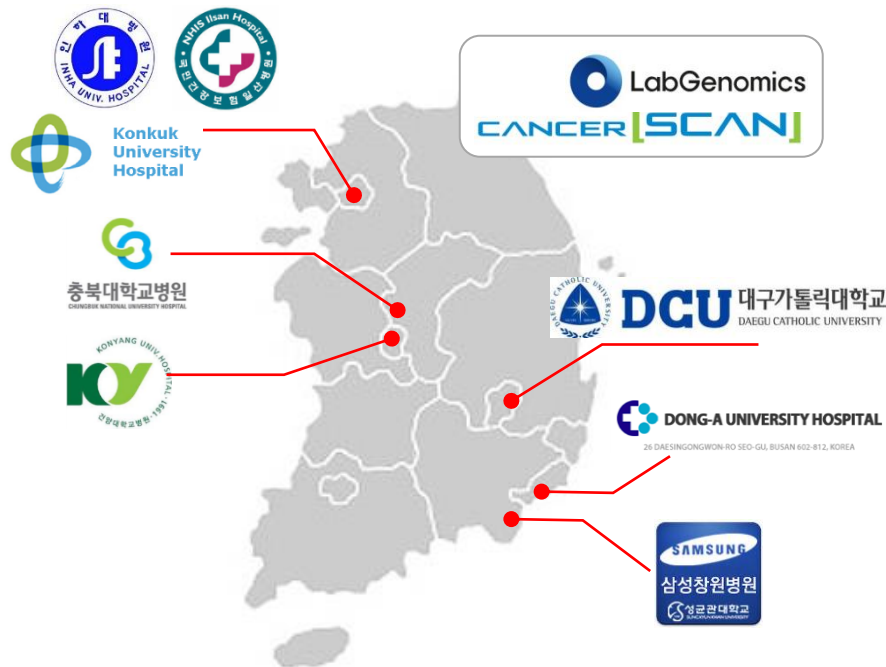 인하대병원
INHA UNIV. HOSPITAL
NHIS Ilsan Hospital
국민건강보험일산병원
LabGenomics
CANCER[SCAN]
Konkuk
University
Hospital
충북대학교병원
CHUNGBUK NATIONAL UNIVERSITY HOSPITAL
DAEGU CATHOLIC UNIVERSITY
DCU 대구가톨릭대학교
DAEGU CATHOLIC UNIVERSITY
KONYANG UNIV. HOSPITAL·1991·
KY
건양대학교병원
DONG-A UNIVERSITY HOSPITAL
26 DAESINGONGWON-RO SEO-GU, BUSAN 602-812, KOREA
SAMSUNG
삼성창원병원
성균관대학교
SUNGKYUNKWAN UNIVERSITY